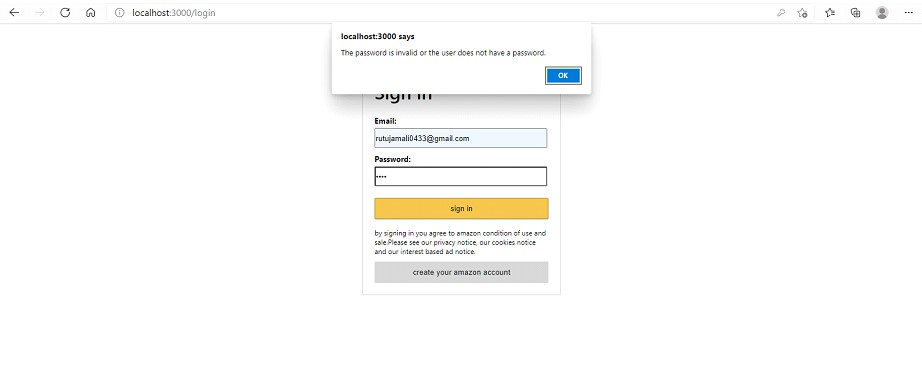 localhost:3000/login
localhost:3000 says
The password is invalid or the user does not have a password.
OK
Sign in
Email:
rutujamali0433@gmail.com
Password:
sign in
by signing in you agree to amazon condition of use and
sale.Please see our privacy notice, our cookies notice
and our interest based ad notice.
create your amazon account